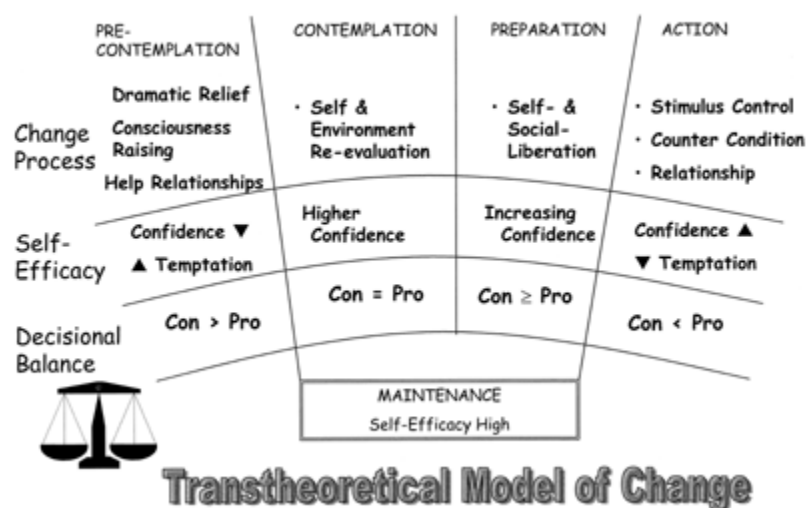 PRE-
CONTEMPLATION
CONTEMPLATION
PREPARATION
ACTION
Change
Process
Dramatic Relief
Consciousness
Raising
Help Relationships
· Self &
Environment
Re-evaluation
· Self- &
Social-
Liberation
· Stimulus Control
· Counter Condition
· Relationship
Self-
Efficacy
Confidence ▼
▲ Temptation
Higher
Confidence
Increasing
Confidence
Confidence ▲
▼ Temptation
Decisional
Balance
Con > Pro
Con = Pro
Con ≥ Pro
Con < Pro
MAINTENANCE
Self-Efficacy High
Transtheoretical Model of Change